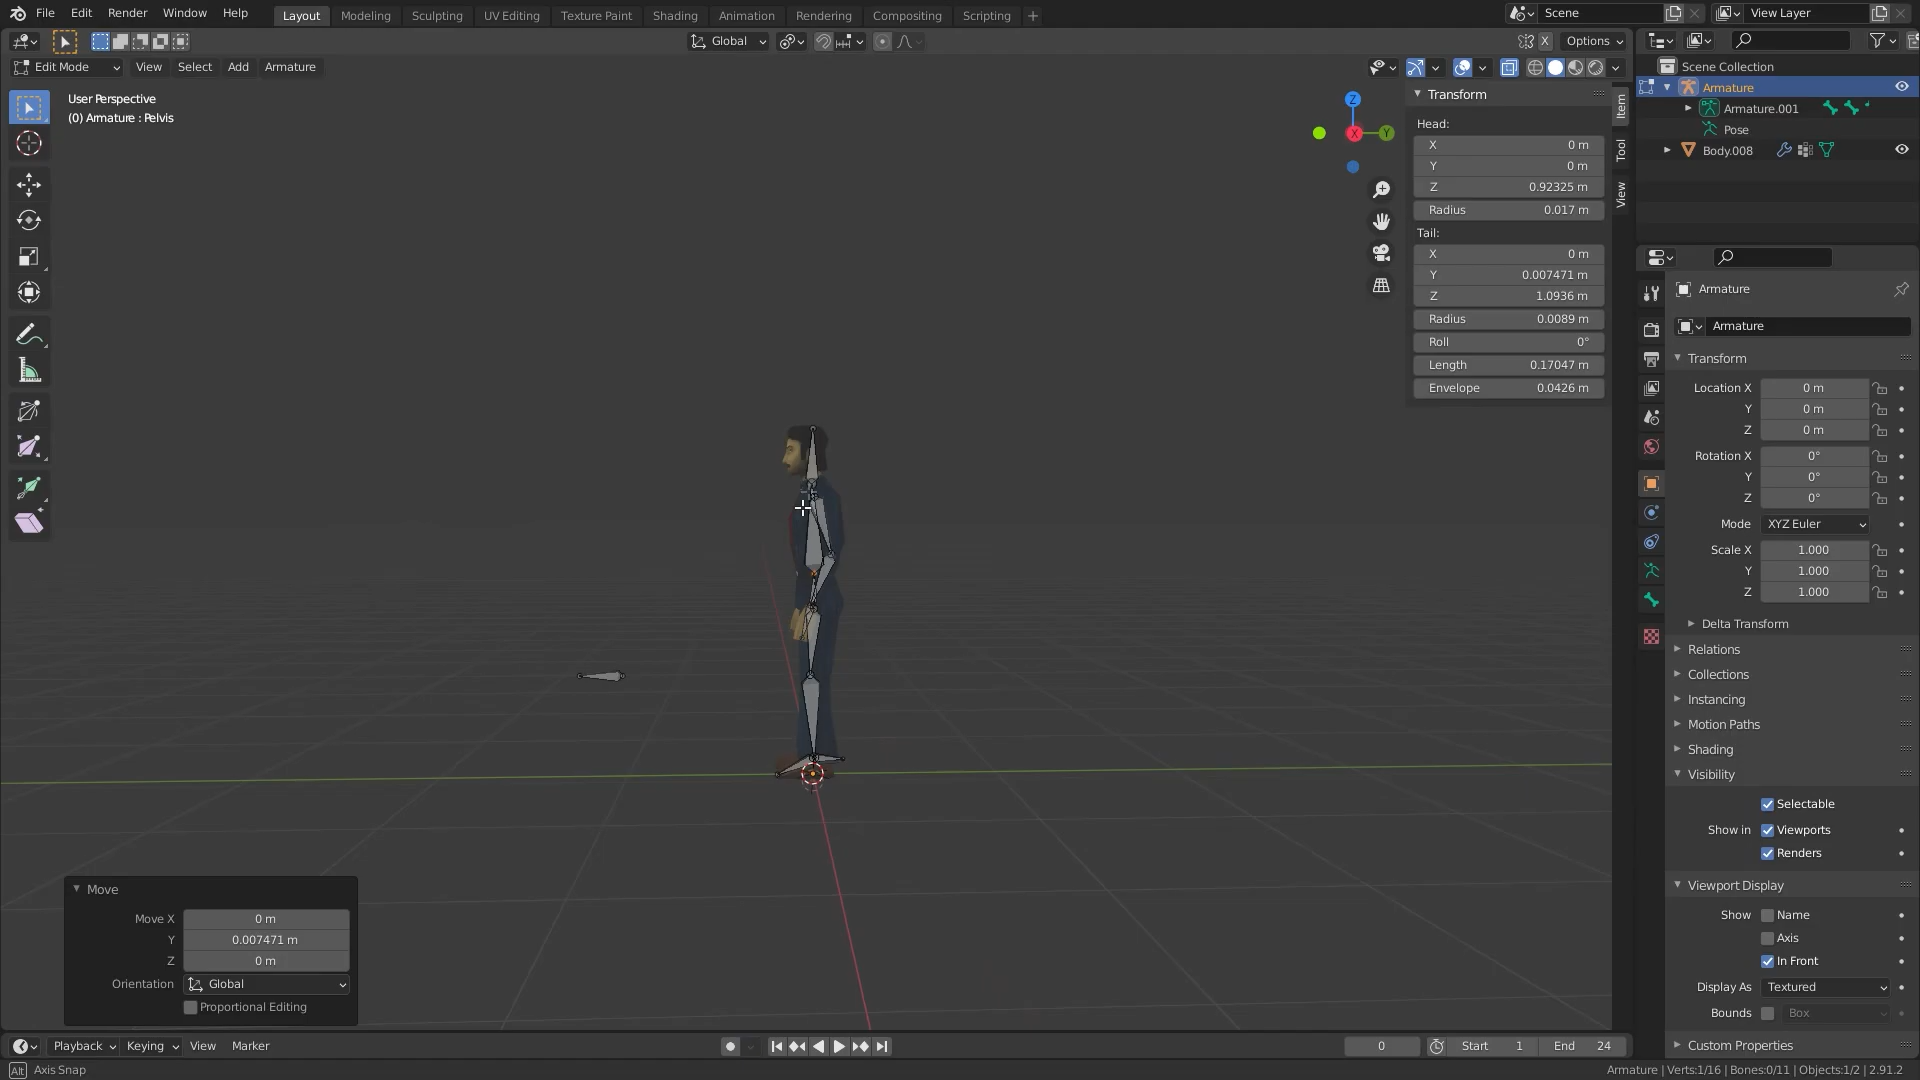 File Edit Render Window Help Layout Modeling Sculpting UV Editing Texture Paint Shading Animation Rendering Compositing Scripting Scene View Layer
Global X Options
Edit Mode View Select Add Armature
User Perspective
(0) Armature : Pelvis
Z
X
Y
Item
Tool
View
Transform
Head:
X 0 m
Y 0 m
Z 0.92325 m
Radius 0.017 m
Tail:
X 0 m
Y 0.007471 m
Z 1.0936 m
Radius 0.0089 m
Roll 0°
Length 0.17047 m
Envelope 0.0426 m
Scene Collection
Armature
Armature.001
Pose
Body.008
Armature
Armature
Transform
Location X 0 m
Y 0 m
Z 0 m
Rotation X 0°
Y 0°
Z 0°
Mode XYZ Euler
Scale X 1.000
Y 1.000
Z 1.000
Delta Transform
Relations
Collections
Instancing
Motion Paths
Shading
Visibility
Selectable
Show in Viewports
Renders
Viewport Display
Show Name
Axis
In Front
Display As Textured
Bounds Box
Custom Properties
Move
Move X 0 m
Y 0.007471 m
Z 0 m
Orientation Global
Proportional Editing
Playback Keying View Marker 0 Start 1 End 24
Alt Axis Snap Armature | Verts:1/16 | Bones:0/11 | Objects:1/2 | 2.91.2